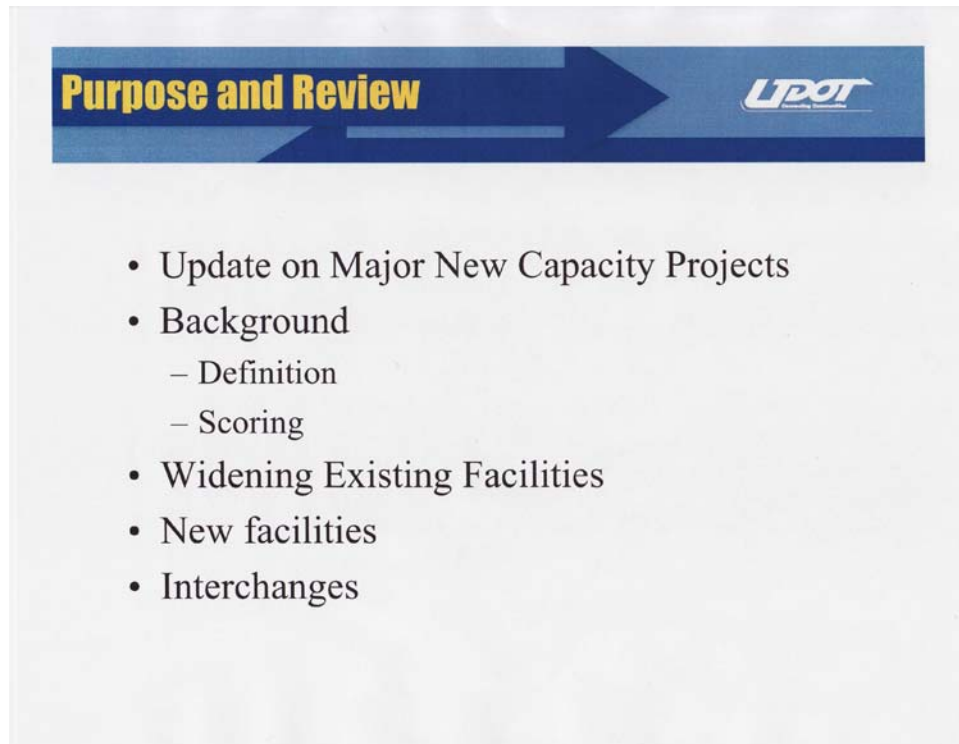 Purpose and Review
UDOT
• Update on Major New Capacity Projects
• Background
– Definition
– Scoring
• Widening Existing Facilities
• New facilities
• Interchanges